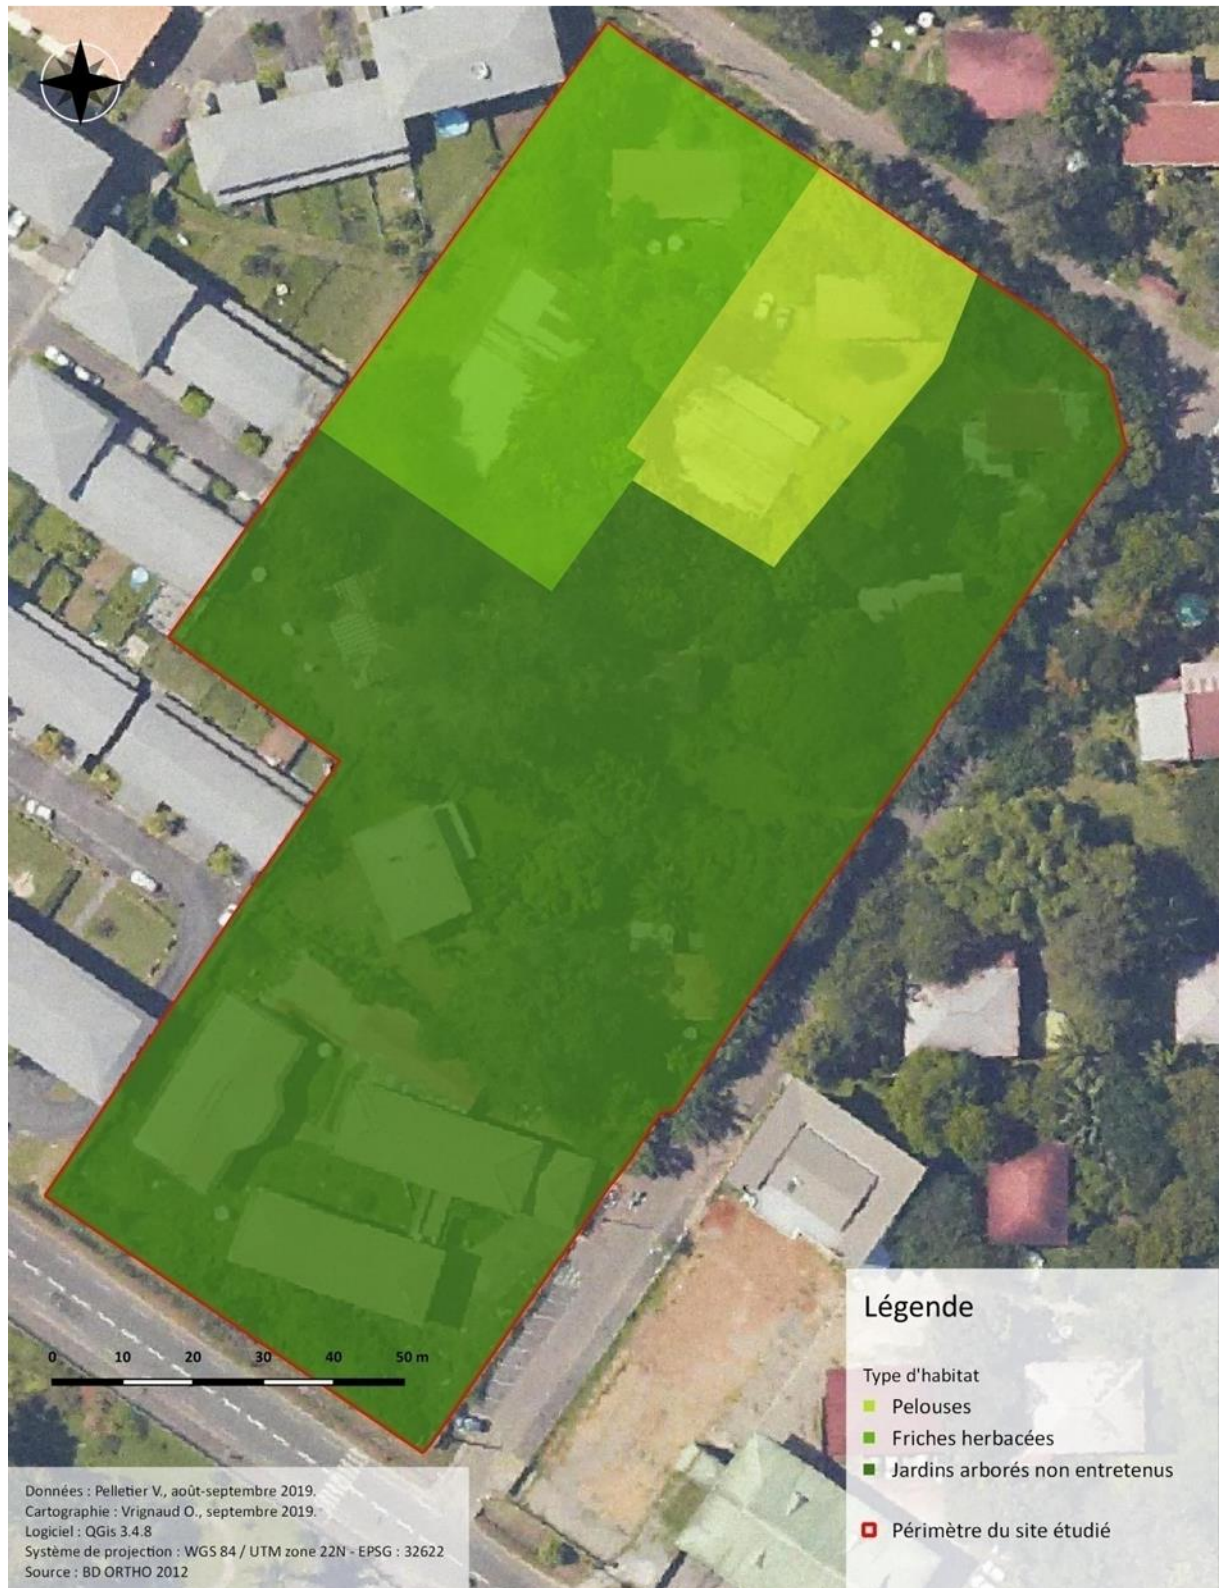 0 10 20 30 40 50 m
Données : Pelletier V., août-septembre 2019.
Cartographie : Vrignaud O., septembre 2019.
Logiciel : QGis 3.4.8
Système de projection : WGS 84 / UTM zone 22N - EPSG : 32622
Source : BD ORTHO 2012
Légende
Type d'habitat
Pelouses
Friches herbacées
Jardins arborés non entretenus
Périmètre du site étudié